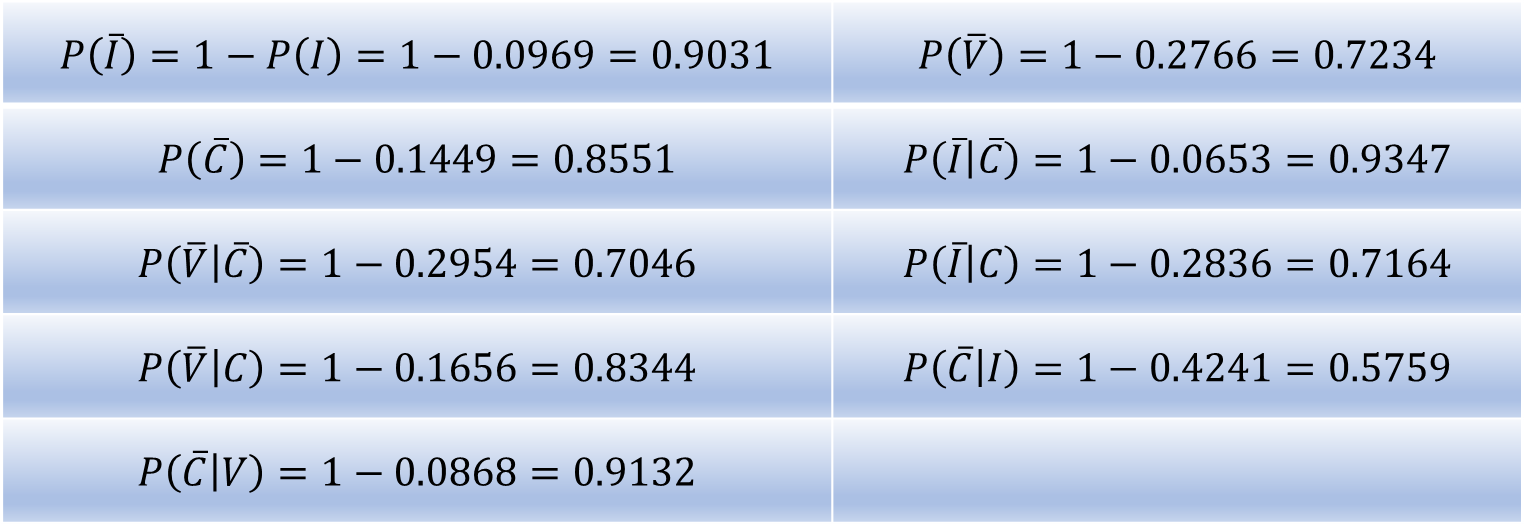 P(Ī) = 1 − P(I) = 1 − 0.0969 = 0.9031
P(V̄) = 1 − 0.2766 = 0.7234
P(C̄) = 1 − 0.1449 = 0.8551
P(Ī|C̄) = 1 − 0.0653 = 0.9347
P(V̄|C̄) = 1 − 0.2954 = 0.7046
P(Ī|C) = 1 − 0.2836 = 0.7164
P(V̄|C) = 1 − 0.1656 = 0.8344
P(C̄|I) = 1 − 0.4241 = 0.5759
P(C̄|V) = 1 − 0.0868 = 0.9132